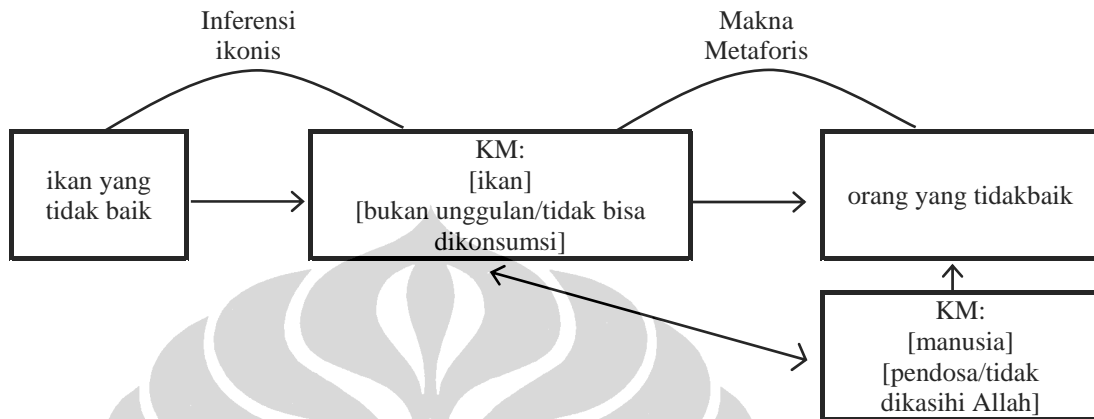 Inferensi
ikonis
Makna
Metaforis
ikan yang
tidak baik
KM:
[ikan]
[bukan unggulan/tidak bisa
dikonsumsi]
orang yang tidakbaik
KM:
[manusia]
[pendosa/tidak
dikasihi Allah]